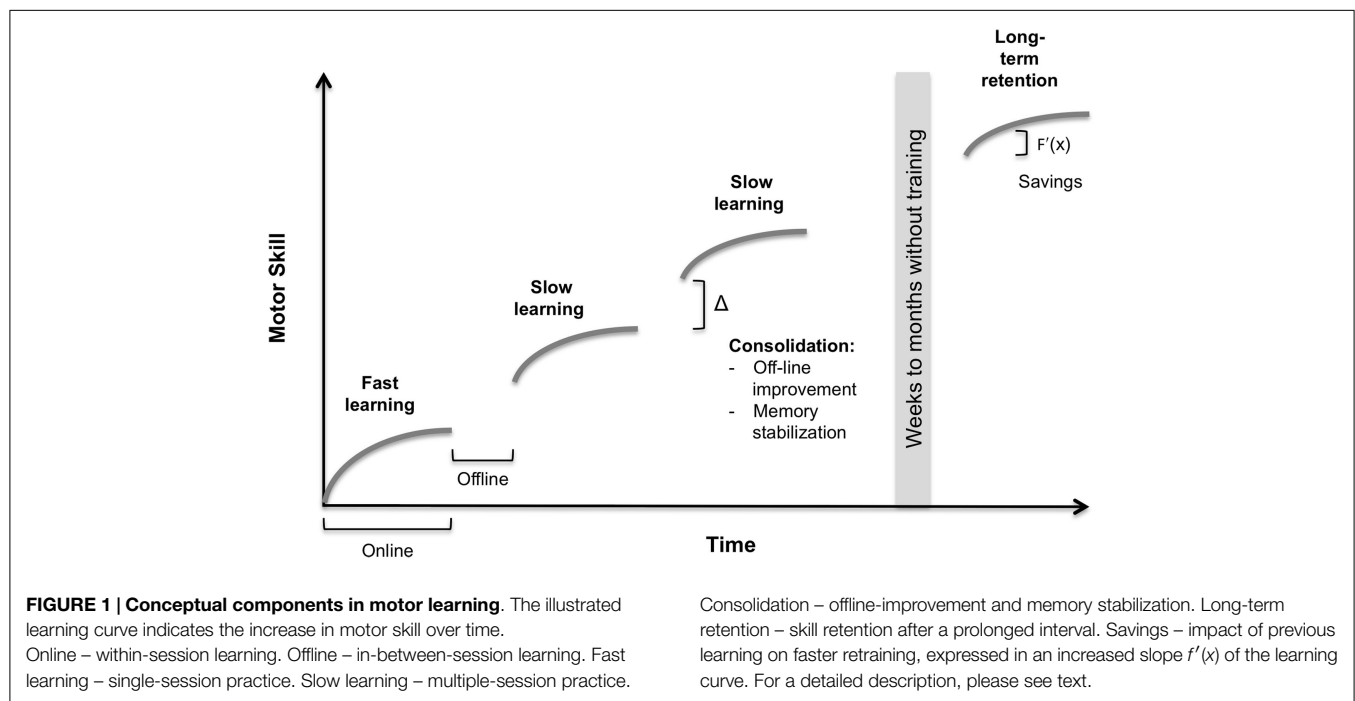 Long-
term
retention
F'(x)
Savings
Slow
learning
Slow
learning
Δ
Consolidation:
- Off-line
improvement
- Memory
stabilization
Weeks to months without training
Fast
learning
Offline
Online
Motor Skill
Time
FIGURE 1 | Conceptual components in motor learning. The illustrated
learning curve indicates the increase in motor skill over time.
Online – within-session learning. Offline – in-between-session learning. Fast
learning – single-session practice. Slow learning – multiple-session practice.
Consolidation – offline-improvement and memory stabilization. Long-term
retention – skill retention after a prolonged interval. Savings – impact of previous
learning on faster retraining, expressed in an increased slope f'(x) of the learning
curve. For a detailed description, please see text.